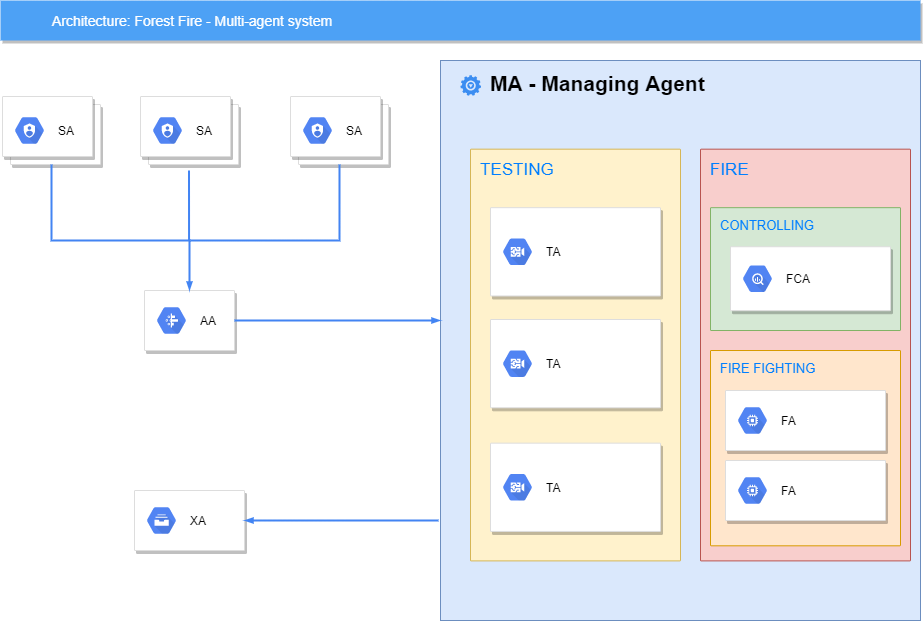 Architecture: Forest Fire - Multi-agent system
MA - Managing Agent
SA
SA
SA
TESTING
FIRE
CONTROLLING
TA
FCA
AA
TA
FIRE FIGHTING
FA
TA
FA
XA